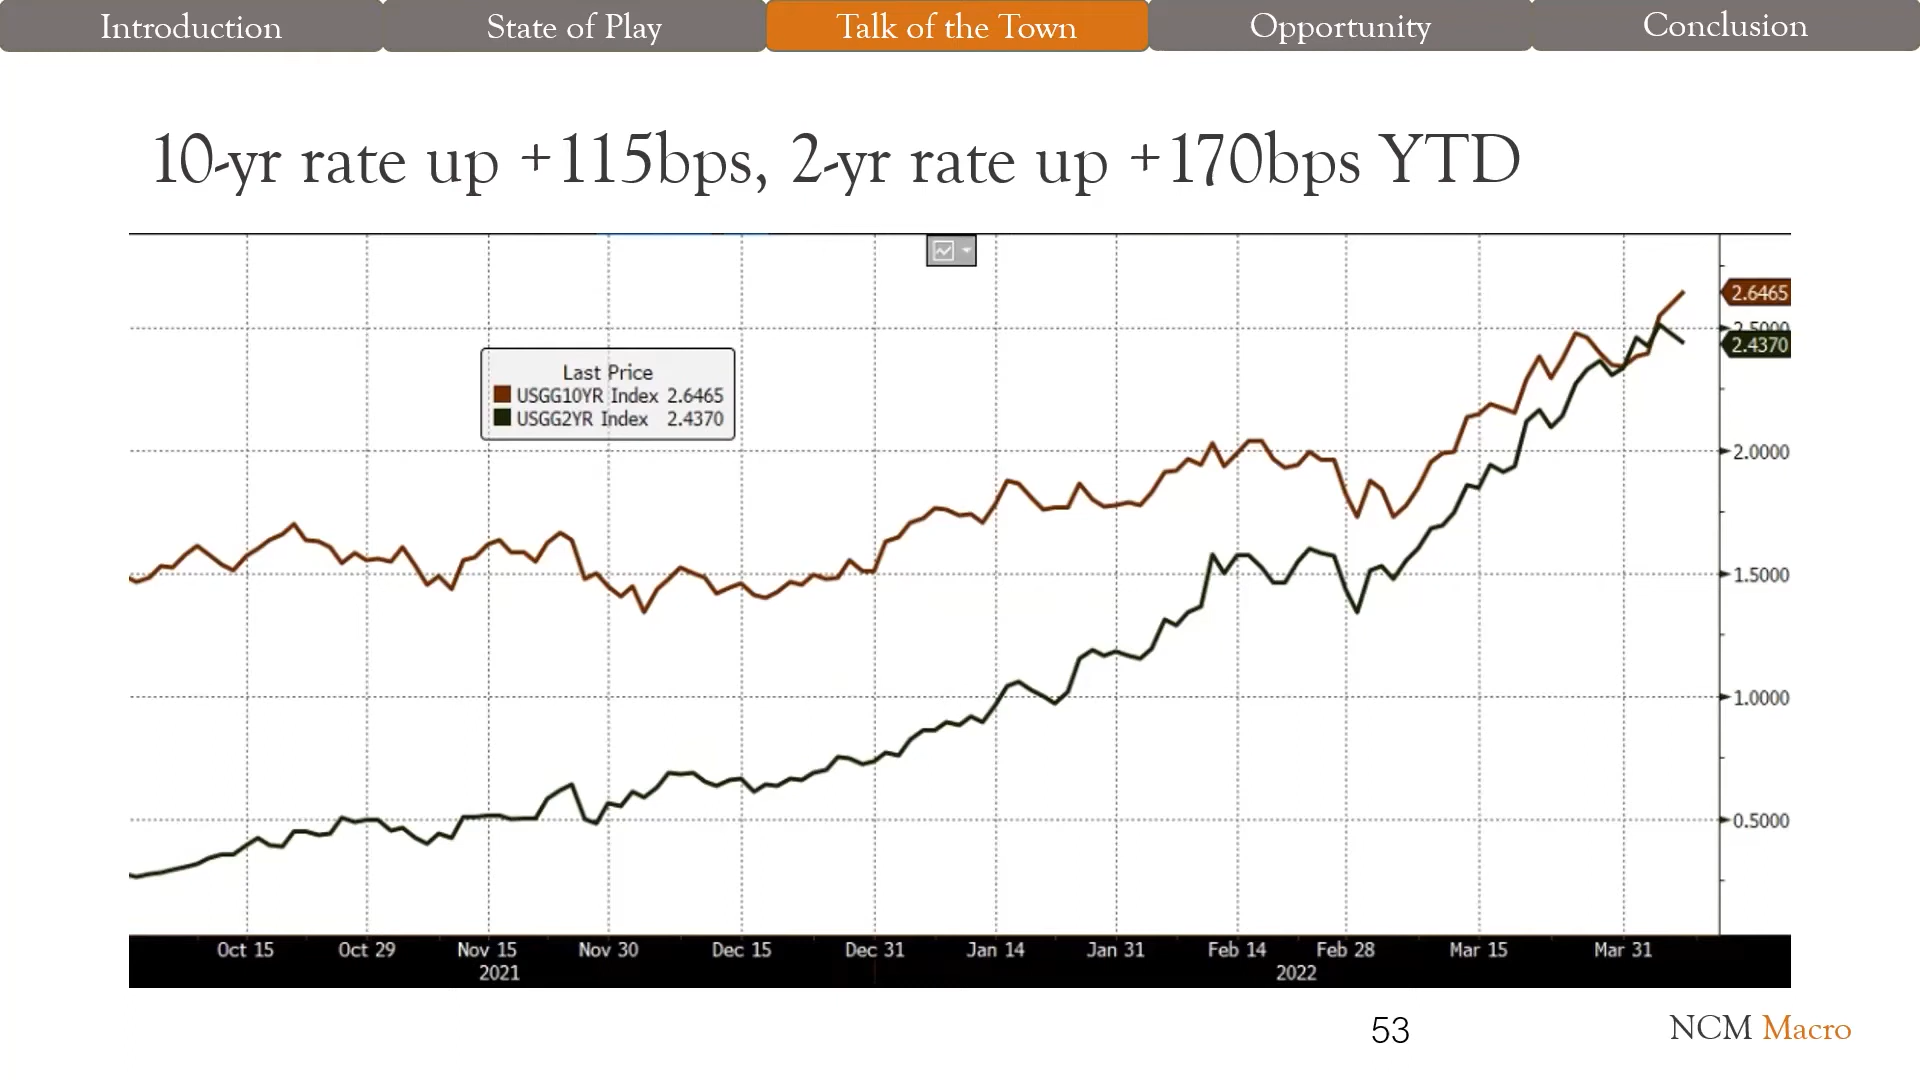 Introduction
State of Play
Talk of the Town
Opportunity
Conclusion
10-yr rate up +115bps, 2-yr rate up +170bps YTD
2.6465
2.5000
2.4370
Last Price
USGG10YR Index 2.6465
USGG2YR Index 2.4370
2.0000
1.5000
1.0000
0.5000
Oct 15 Oct 29 Nov 15 Nov 30 Dec 15 Dec 31 Jan 14 Jan 31 Feb 14 Feb 28 Mar 15 Mar 31
2021 2022
53
NCM Macro